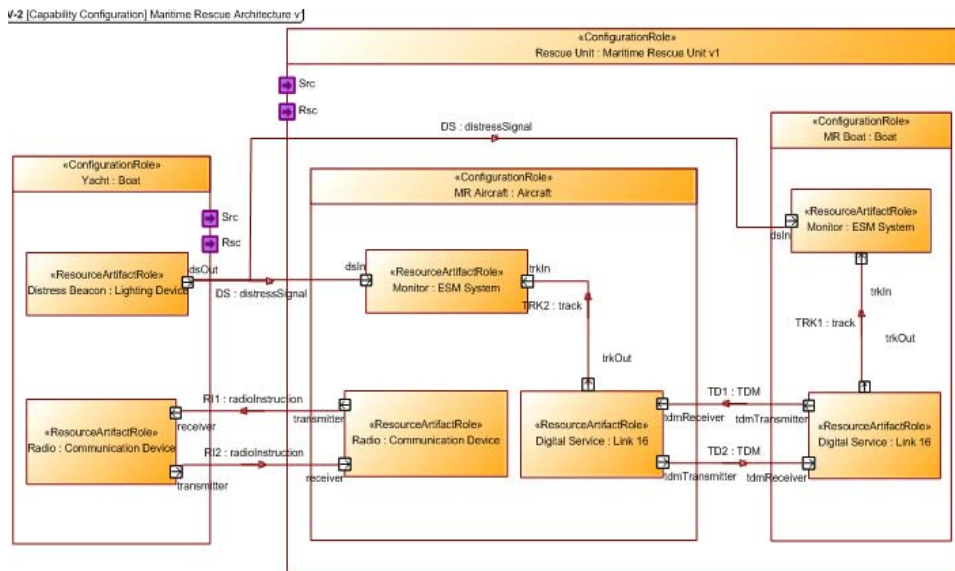 V-2 [Capability Configuration] Maritime Rescue Architecture v1
«ConfigurationRole»
Rescue Unit : Maritime Rescue Unit v1
Src
Rsc
DS : distressSignal
«ConfigurationRole»
MR Boat : Boat
«ConfigurationRole»
Yacht : Boat
«ConfigurationRole»
MR Aircraft : Aircraft
Src
Rsc
«ResourceArtifactRole»
Monitor : ESM System
dsIn
«ResourceArtifactRole»
Distress Beacon : Lighting Device
dsOut
DS : distressSignal
dsIn
«ResourceArtifactRole»
Monitor : ESM System
trkIn
TRK2 : track
trkOut
trkIn
TRK1 : track
trkOut
«ResourceArtifactRole»
Radio : Communication Device
RI1 : radioInstruction
receiver
transmitter
RI2 : radioInstruction
transmitter
receiver
«ResourceArtifactRole»
Radio : Communication Device
«ResourceArtifactRole»
Digital Service : Link 16
TD1 : TDM
tdmReceiver
tdmTransmitter
TD2 : TDM
tdmTransmitter
tdmReceiver
«ResourceArtifactRole»
Digital Service : Link 16